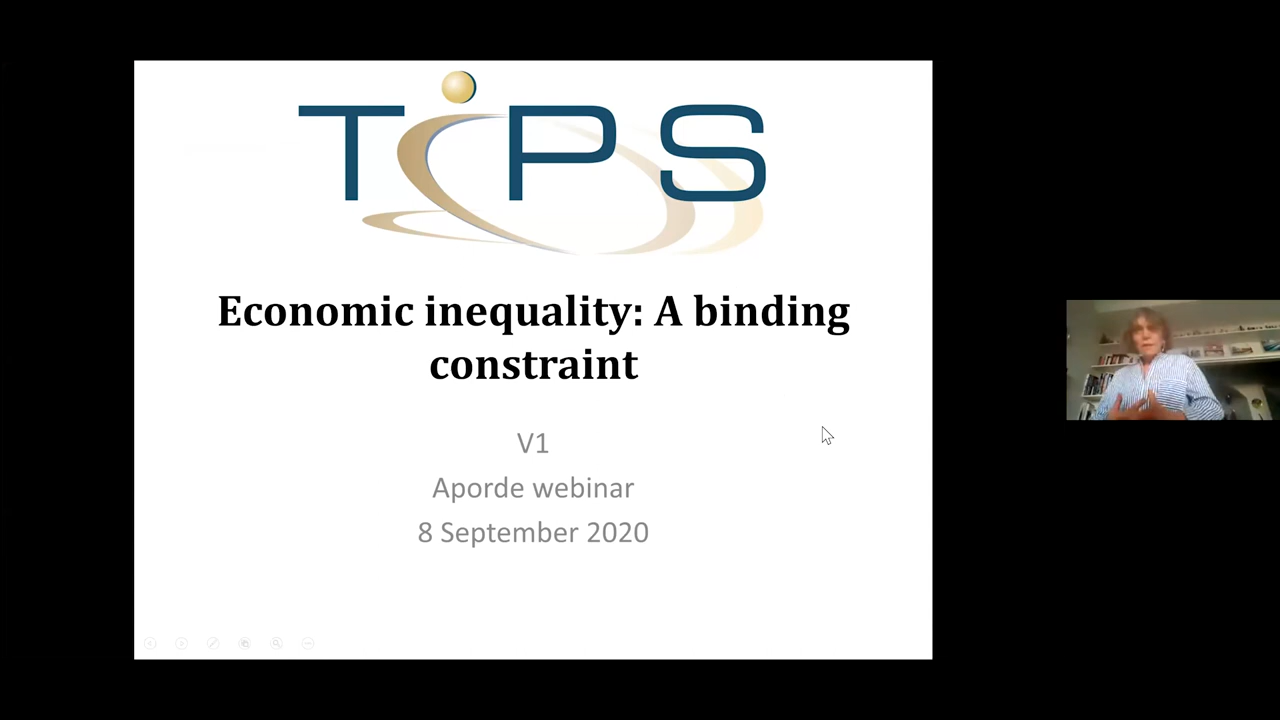 TiPS
Economic inequality: A binding
constraint
V1
Aporde webinar
8 September 2020